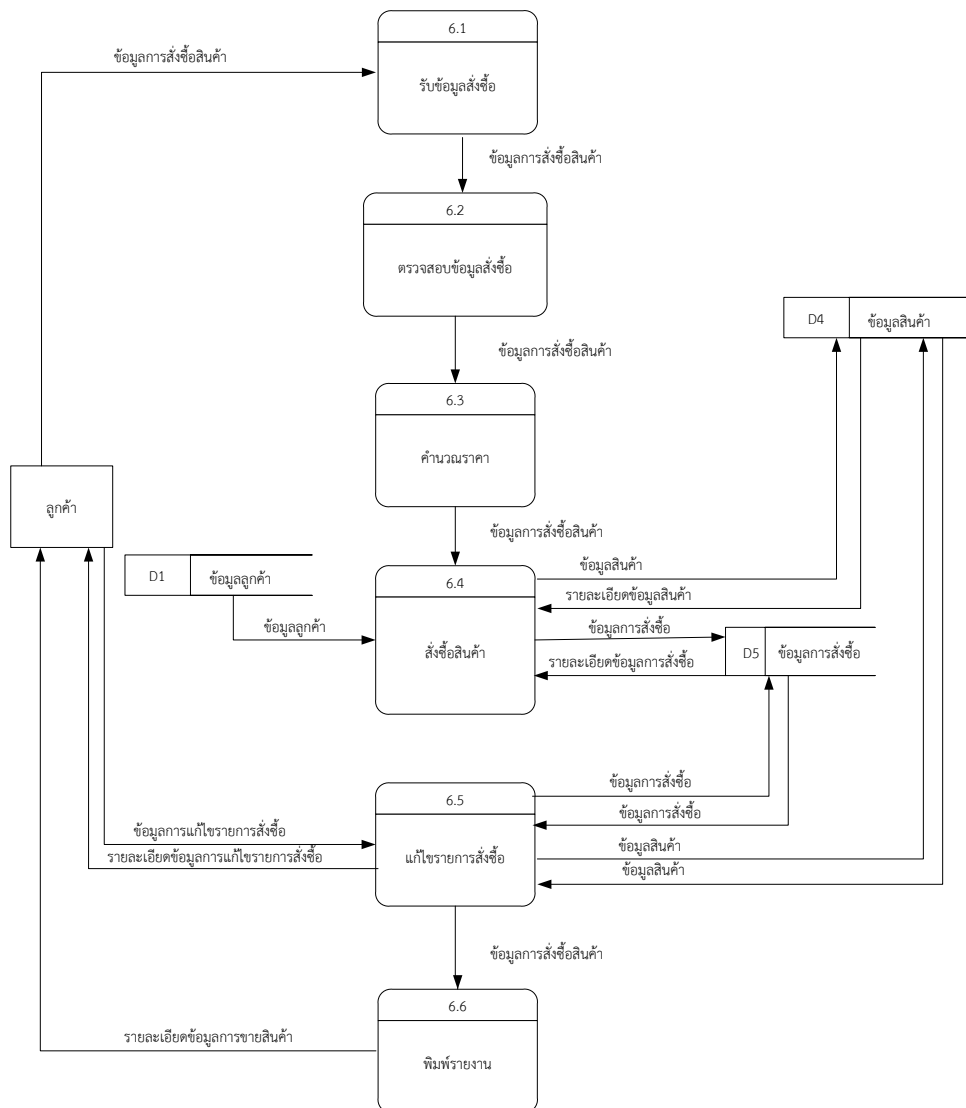 6.1
ข้อมูลการสั่งซื้อสินค้า
รับข้อมูลสั่งซื้อ
ข้อมูลการสั่งซื้อสินค้า
6.2
ตรวจสอบข้อมูลสั่งซื้อ
D4
ข้อมูลสินค้า
ข้อมูลการสั่งซื้อสินค้า
6.3
คำนวณราคา
ลูกค้า
ข้อมูลการสั่งซื้อสินค้า
D1
ข้อมูลลูกค้า
6.4
ข้อมูลสินค้า
รายละเอียดข้อมูลสินค้า
ข้อมูลลูกค้า
สั่งซื้อสินค้า
ข้อมูลการสั่งซื้อ
D5
ข้อมูลการสั่งซื้อ
รายละเอียดข้อมูลการสั่งซื้อ
6.5
ข้อมูลการสั่งซื้อ
ข้อมูลการสั่งซื้อ
ข้อมูลการแก้ไขรายการสั่งซื้อ
รายละเอียดข้อมูลการแก้ไขรายการสั่งซื้อ
แก้ไขรายการสั่งซื้อ
ข้อมูลสินค้า
ข้อมูลสินค้า
ข้อมูลการสั่งซื้อสินค้า
6.6
รายละเอียดข้อมูลการขายสินค้า
พิมพ์รายงาน